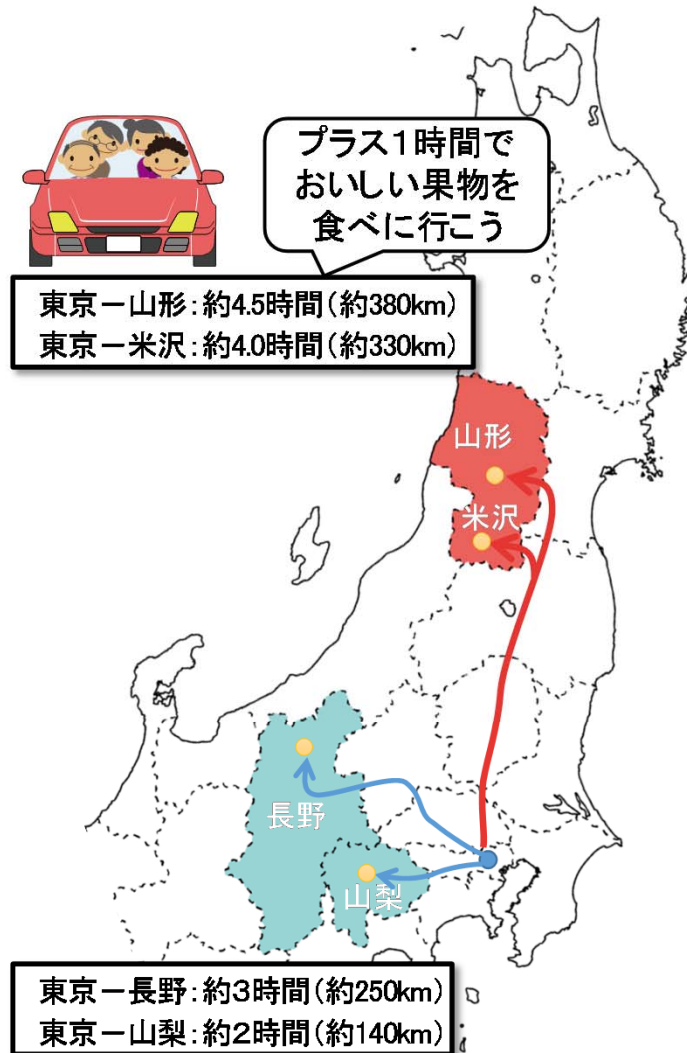 プラス1時間で
おいしい果物を
食べに行こう
東京－山形：約4.5時間（約380km）
東京－米沢：約4.0時間（約330km）
山形
米沢
長野
山梨
東京－長野：約３時間（約250km）
東京－山梨：約２時間（約140km）